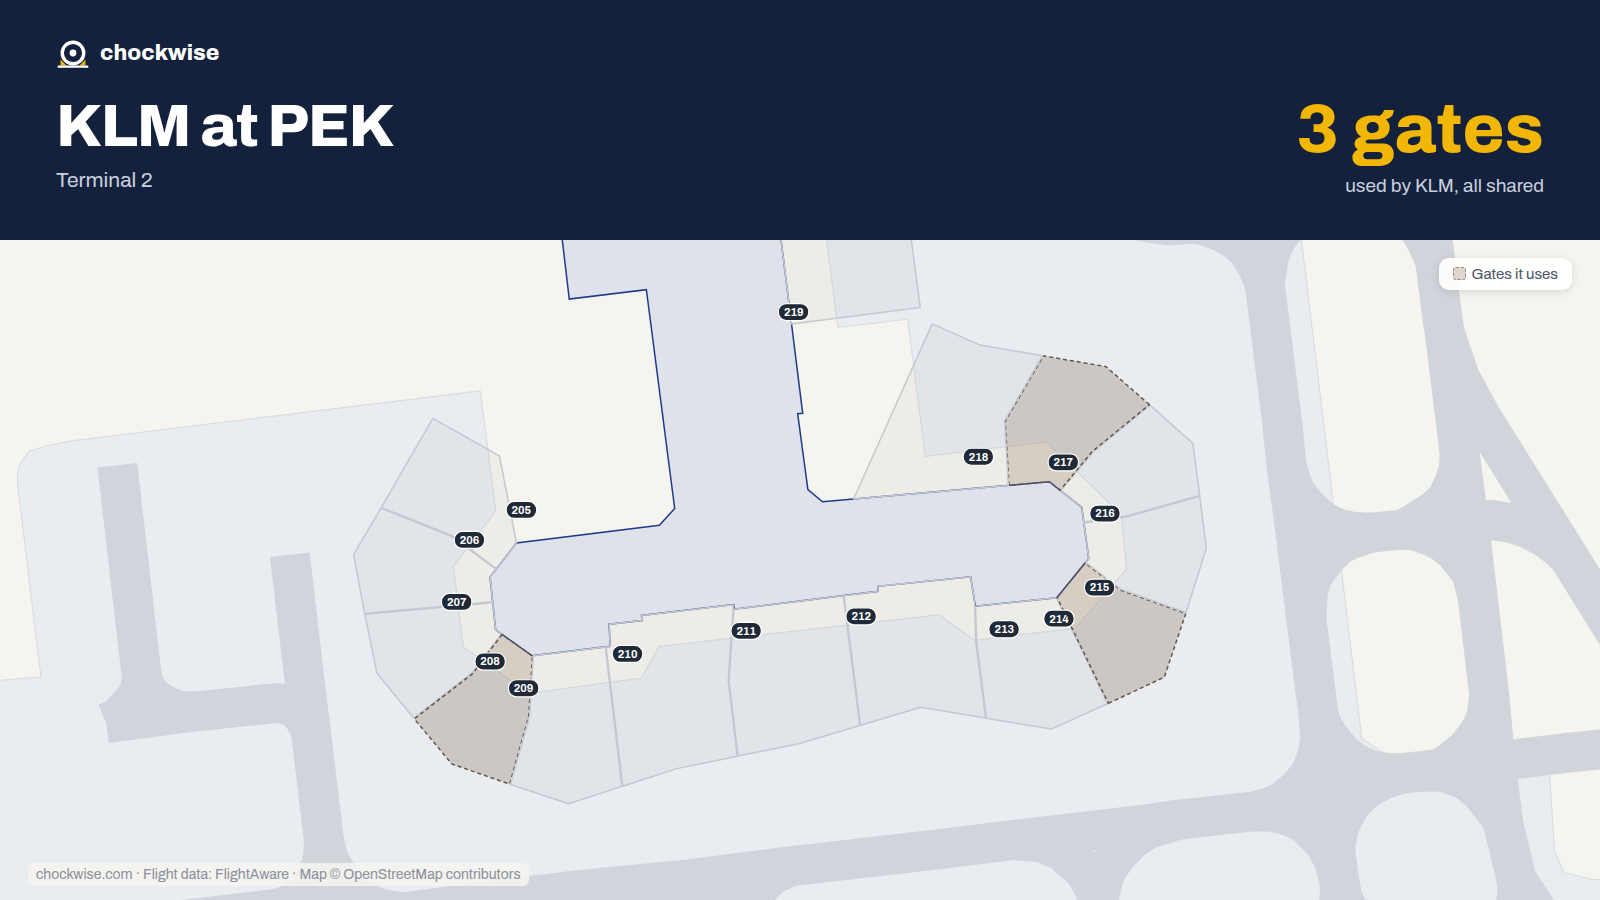 chockwise
KLM at PEK
Terminal 2
3 gates
used by KLM, all shared
Gates it uses
219
218
217
216
215
214
213
212
211
210
209
208
207
206
205
chockwise.com · Flight data: FlightAware · Map © OpenStreetMap contributors